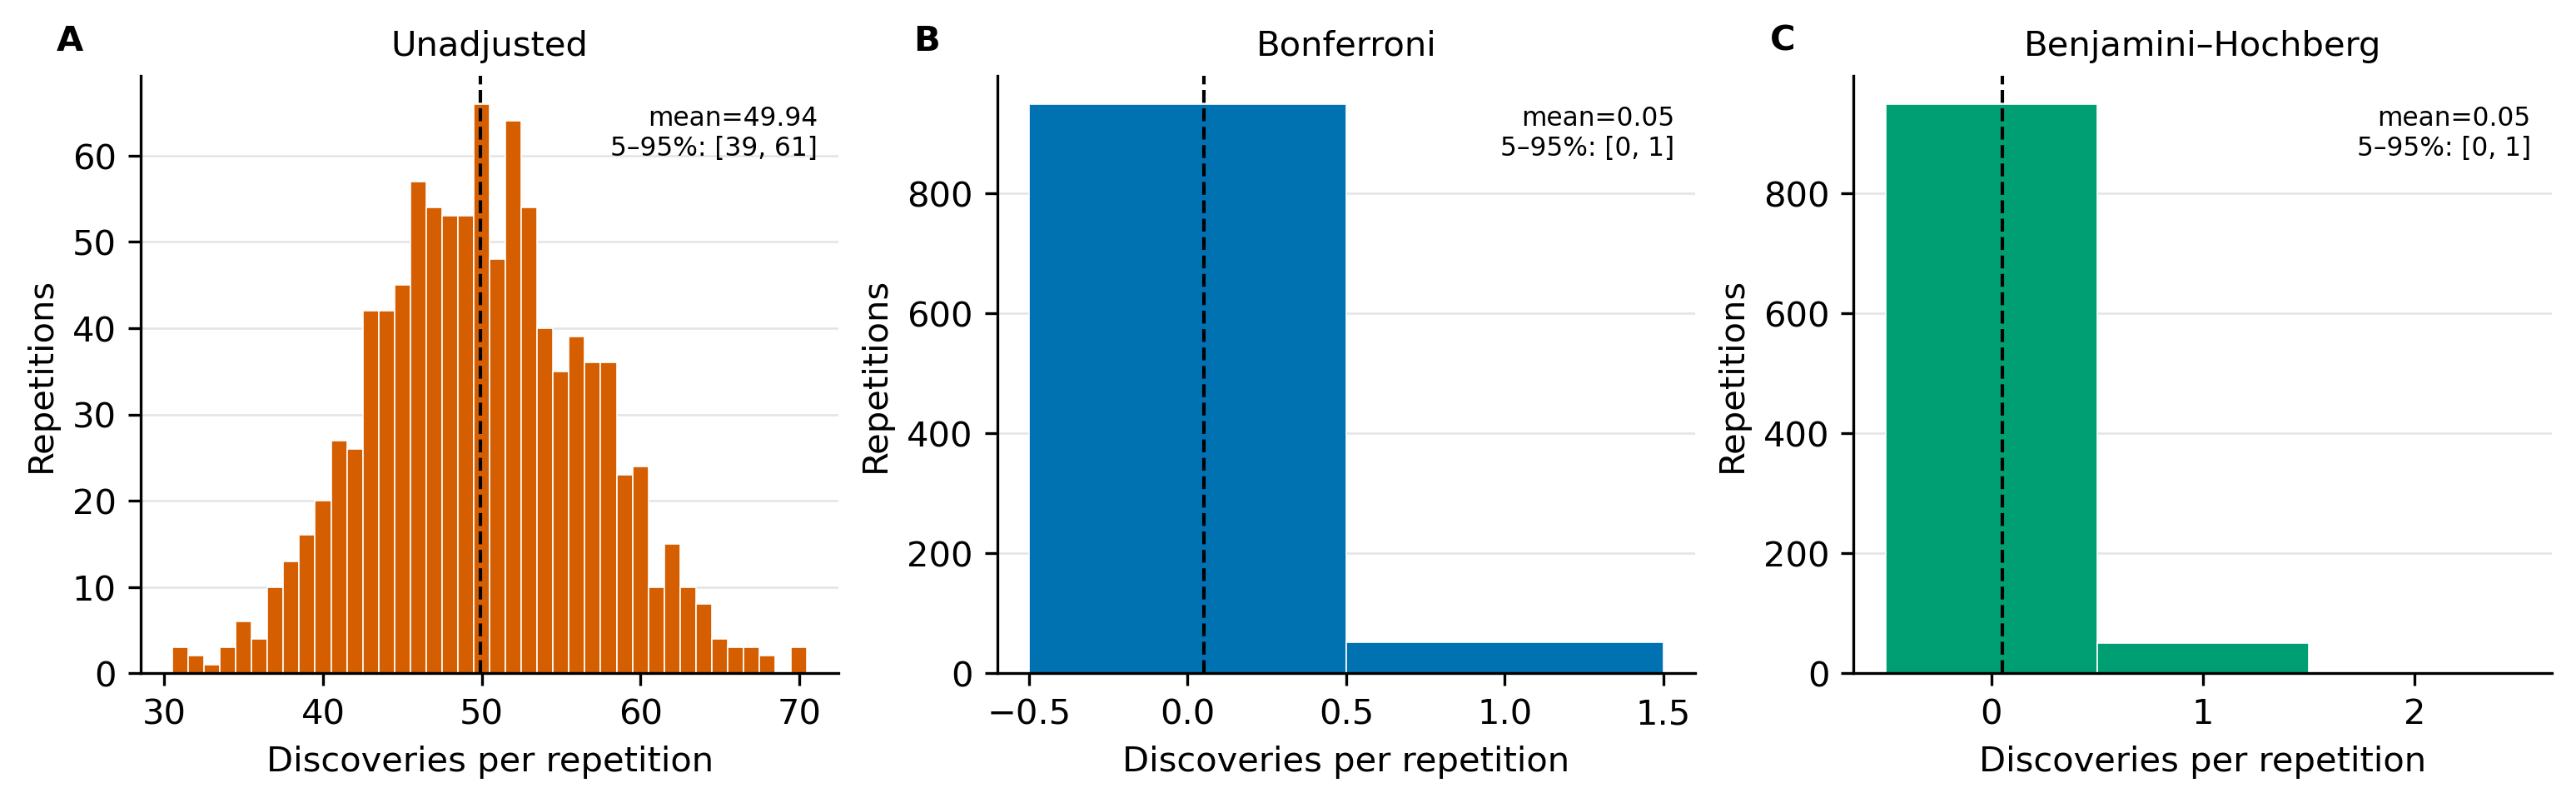 A
Unadjusted
mean=49.94
5–95%: [39, 61]
Repetitions
60
50
40
30
20
10
0
30 40 50 60 70
Discoveries per repetition
B
Bonferroni
mean=0.05
5–95%: [0, 1]
Repetitions
800
600
400
200
0
−0.5 0.0 0.5 1.0 1.5
Discoveries per repetition
C
Benjamini–Hochberg
mean=0.05
5–95%: [0, 1]
Repetitions
800
600
400
200
0
0 1 2
Discoveries per repetition